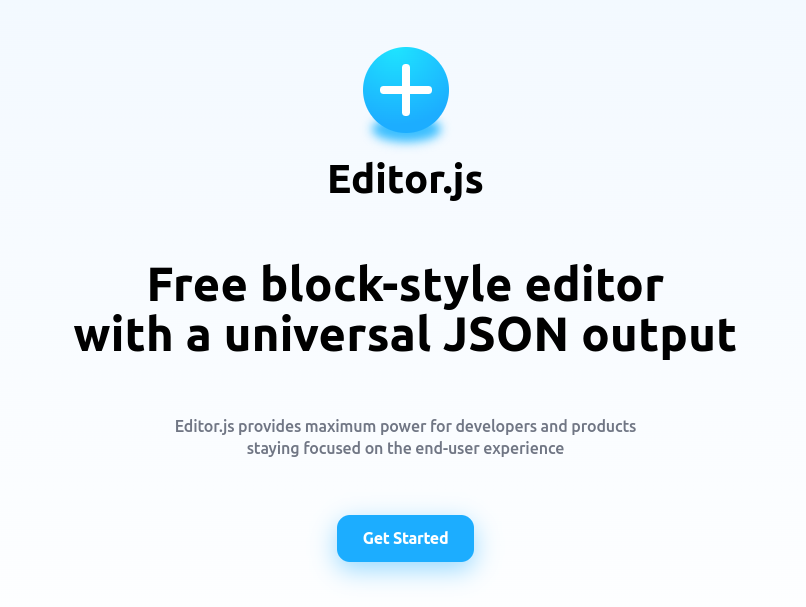 Editor.js
Free block-style editor
with a universal JSON output
Editor.js provides maximum power for developers and products
staying focused on the end-user experience
Get Started